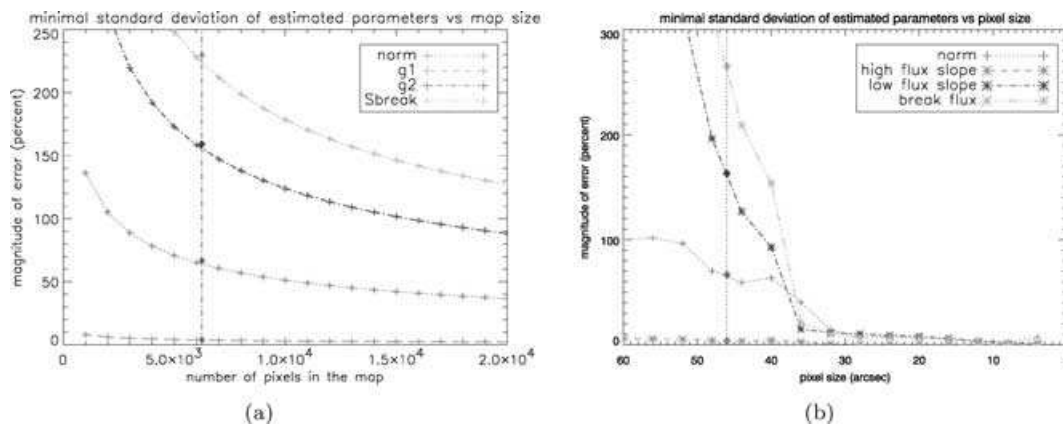 minimal standard deviation of estimated parameters vs map size
250
200
150
100
50
0
magnitude of error (percent)
norm
g1
g2
Sbreak
0 5.0×10³ 1.0×10⁴ 1.5×10⁴ 2.0×10⁴
number of pixels in the map
(a)
minimal standard deviation of estimated parameters vs pixel size
300
200
100
0
magnitude of error (percent)
norm
high flux slope
low flux slope
break flux
60 50 40 30 20 10
pixel size (arcsec)
(b)